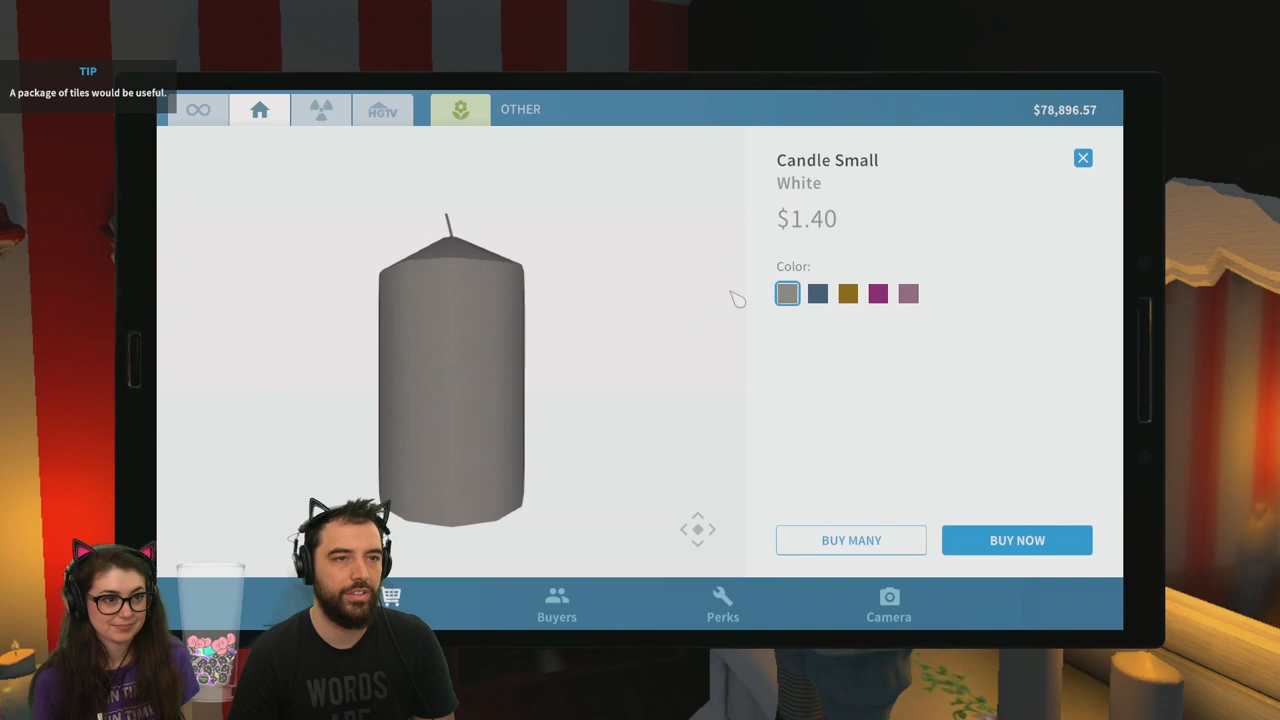 TIP
A package of tiles would be useful.
HGTV
OTHER
$78,896.57
Candle Small
White
$1.40
Color:
BUY MANY
BUY NOW
Buyers
Perks
Camera
WORDS